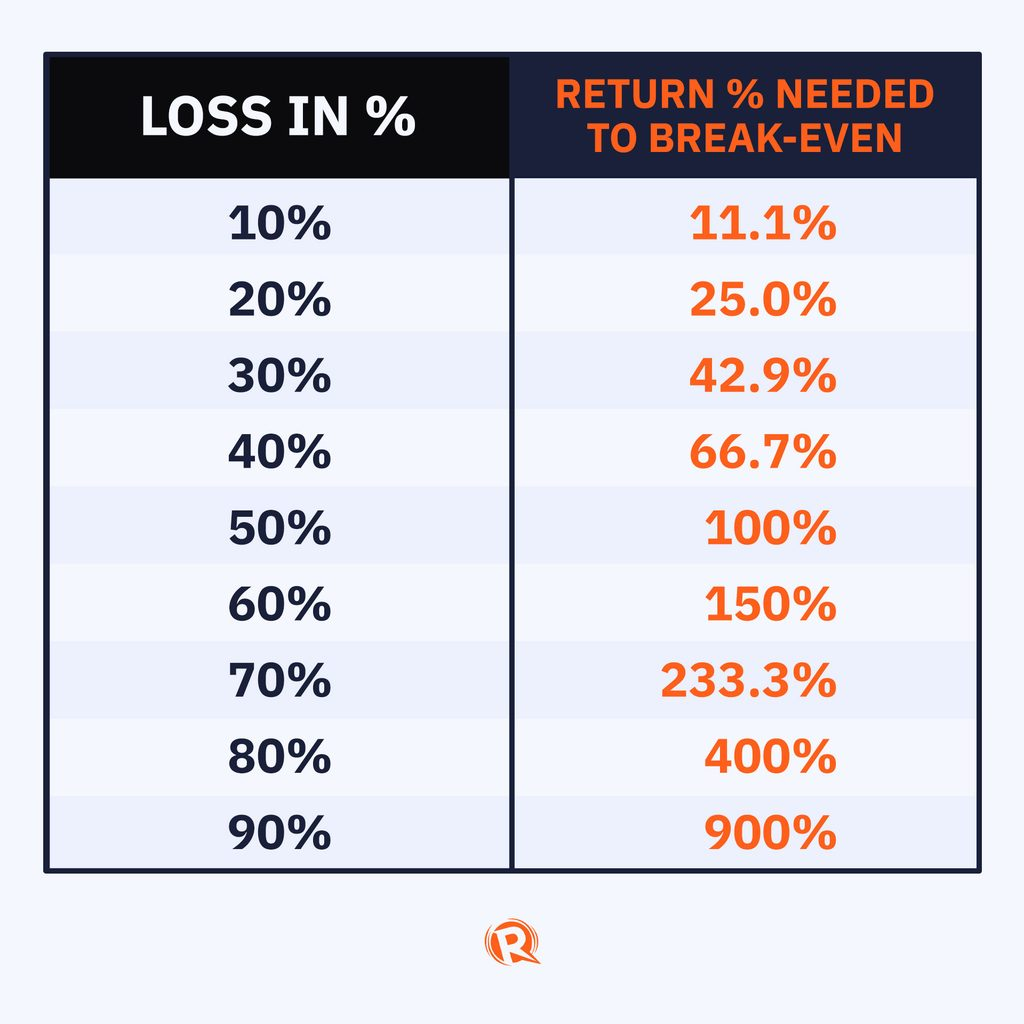 LOSS IN %
RETURN % NEEDED
TO BREAK-EVEN
10% 11.1%
20% 25.0%
30% 42.9%
40% 66.7%
50% 100%
60% 150%
70% 233.3%
80% 400%
90% 900%
R